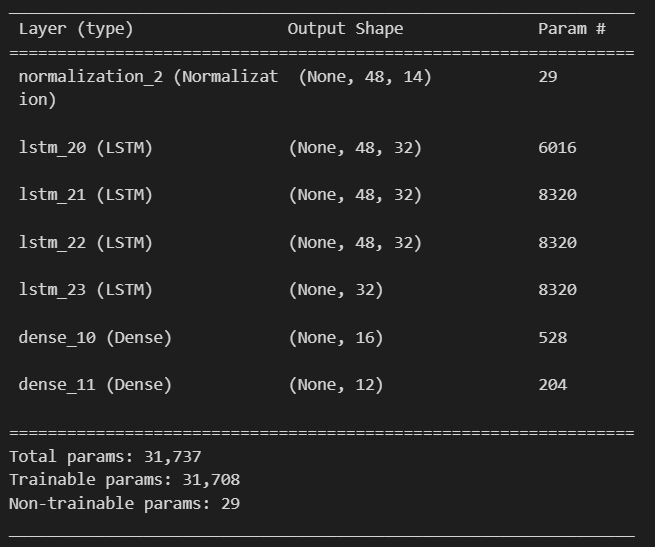 Layer (type) Output Shape Param #
=================================================================
normalization_2 (Normalizat (None, 48, 14) 29
ion)
lstm_20 (LSTM) (None, 48, 32) 6016
lstm_21 (LSTM) (None, 48, 32) 8320
lstm_22 (LSTM) (None, 48, 32) 8320
lstm_23 (LSTM) (None, 32) 8320
dense_10 (Dense) (None, 16) 528
dense_11 (Dense) (None, 12) 204
=================================================================
Total params: 31,737
Trainable params: 31,708
Non-trainable params: 29